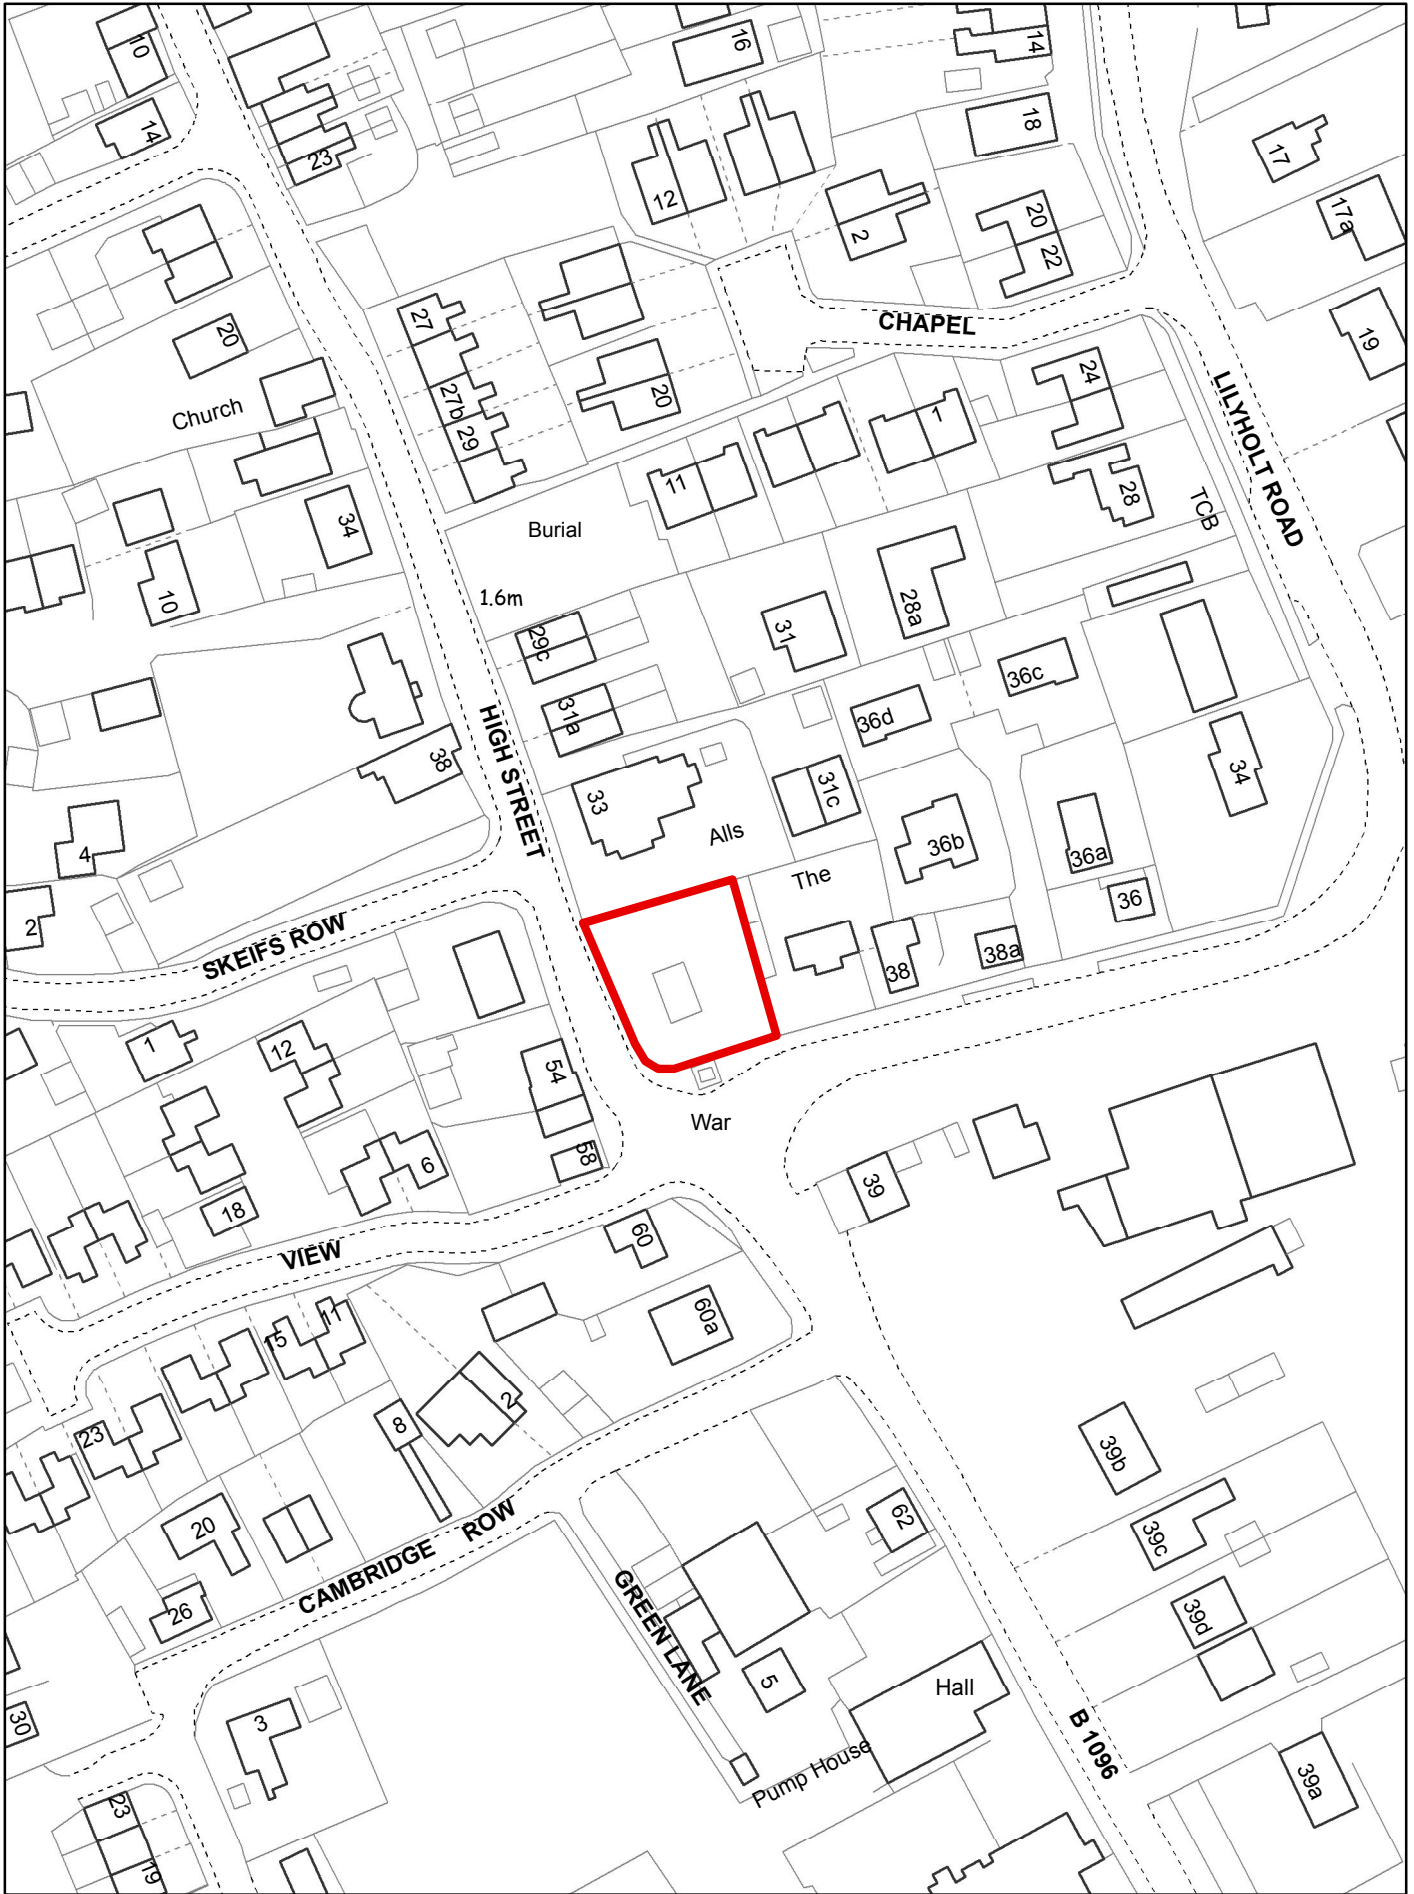 10
16
14
14
18
23
17
12
20
17a
2
22
27
CHAPEL
20
19
24
LILYHOLT ROAD
Church
27b
20
1
29
11
28
TCB
34
Burial
10
1.6m
28a
29c
31
36c
31a
36d
HIGH STREET
38
34
31c
33
Alls
36b
4
36a
The
36
2
SKEIFS ROW
38
38a
1
12
54
War
58
6
39
18
60
VIEW
11
15
60a
2
8
23
39b
20
62
39c
CAMBRIDGE ROW
26
GREEN LANE
39d
5
Hall
30
3
B 1096
Pump House
39a
23
19